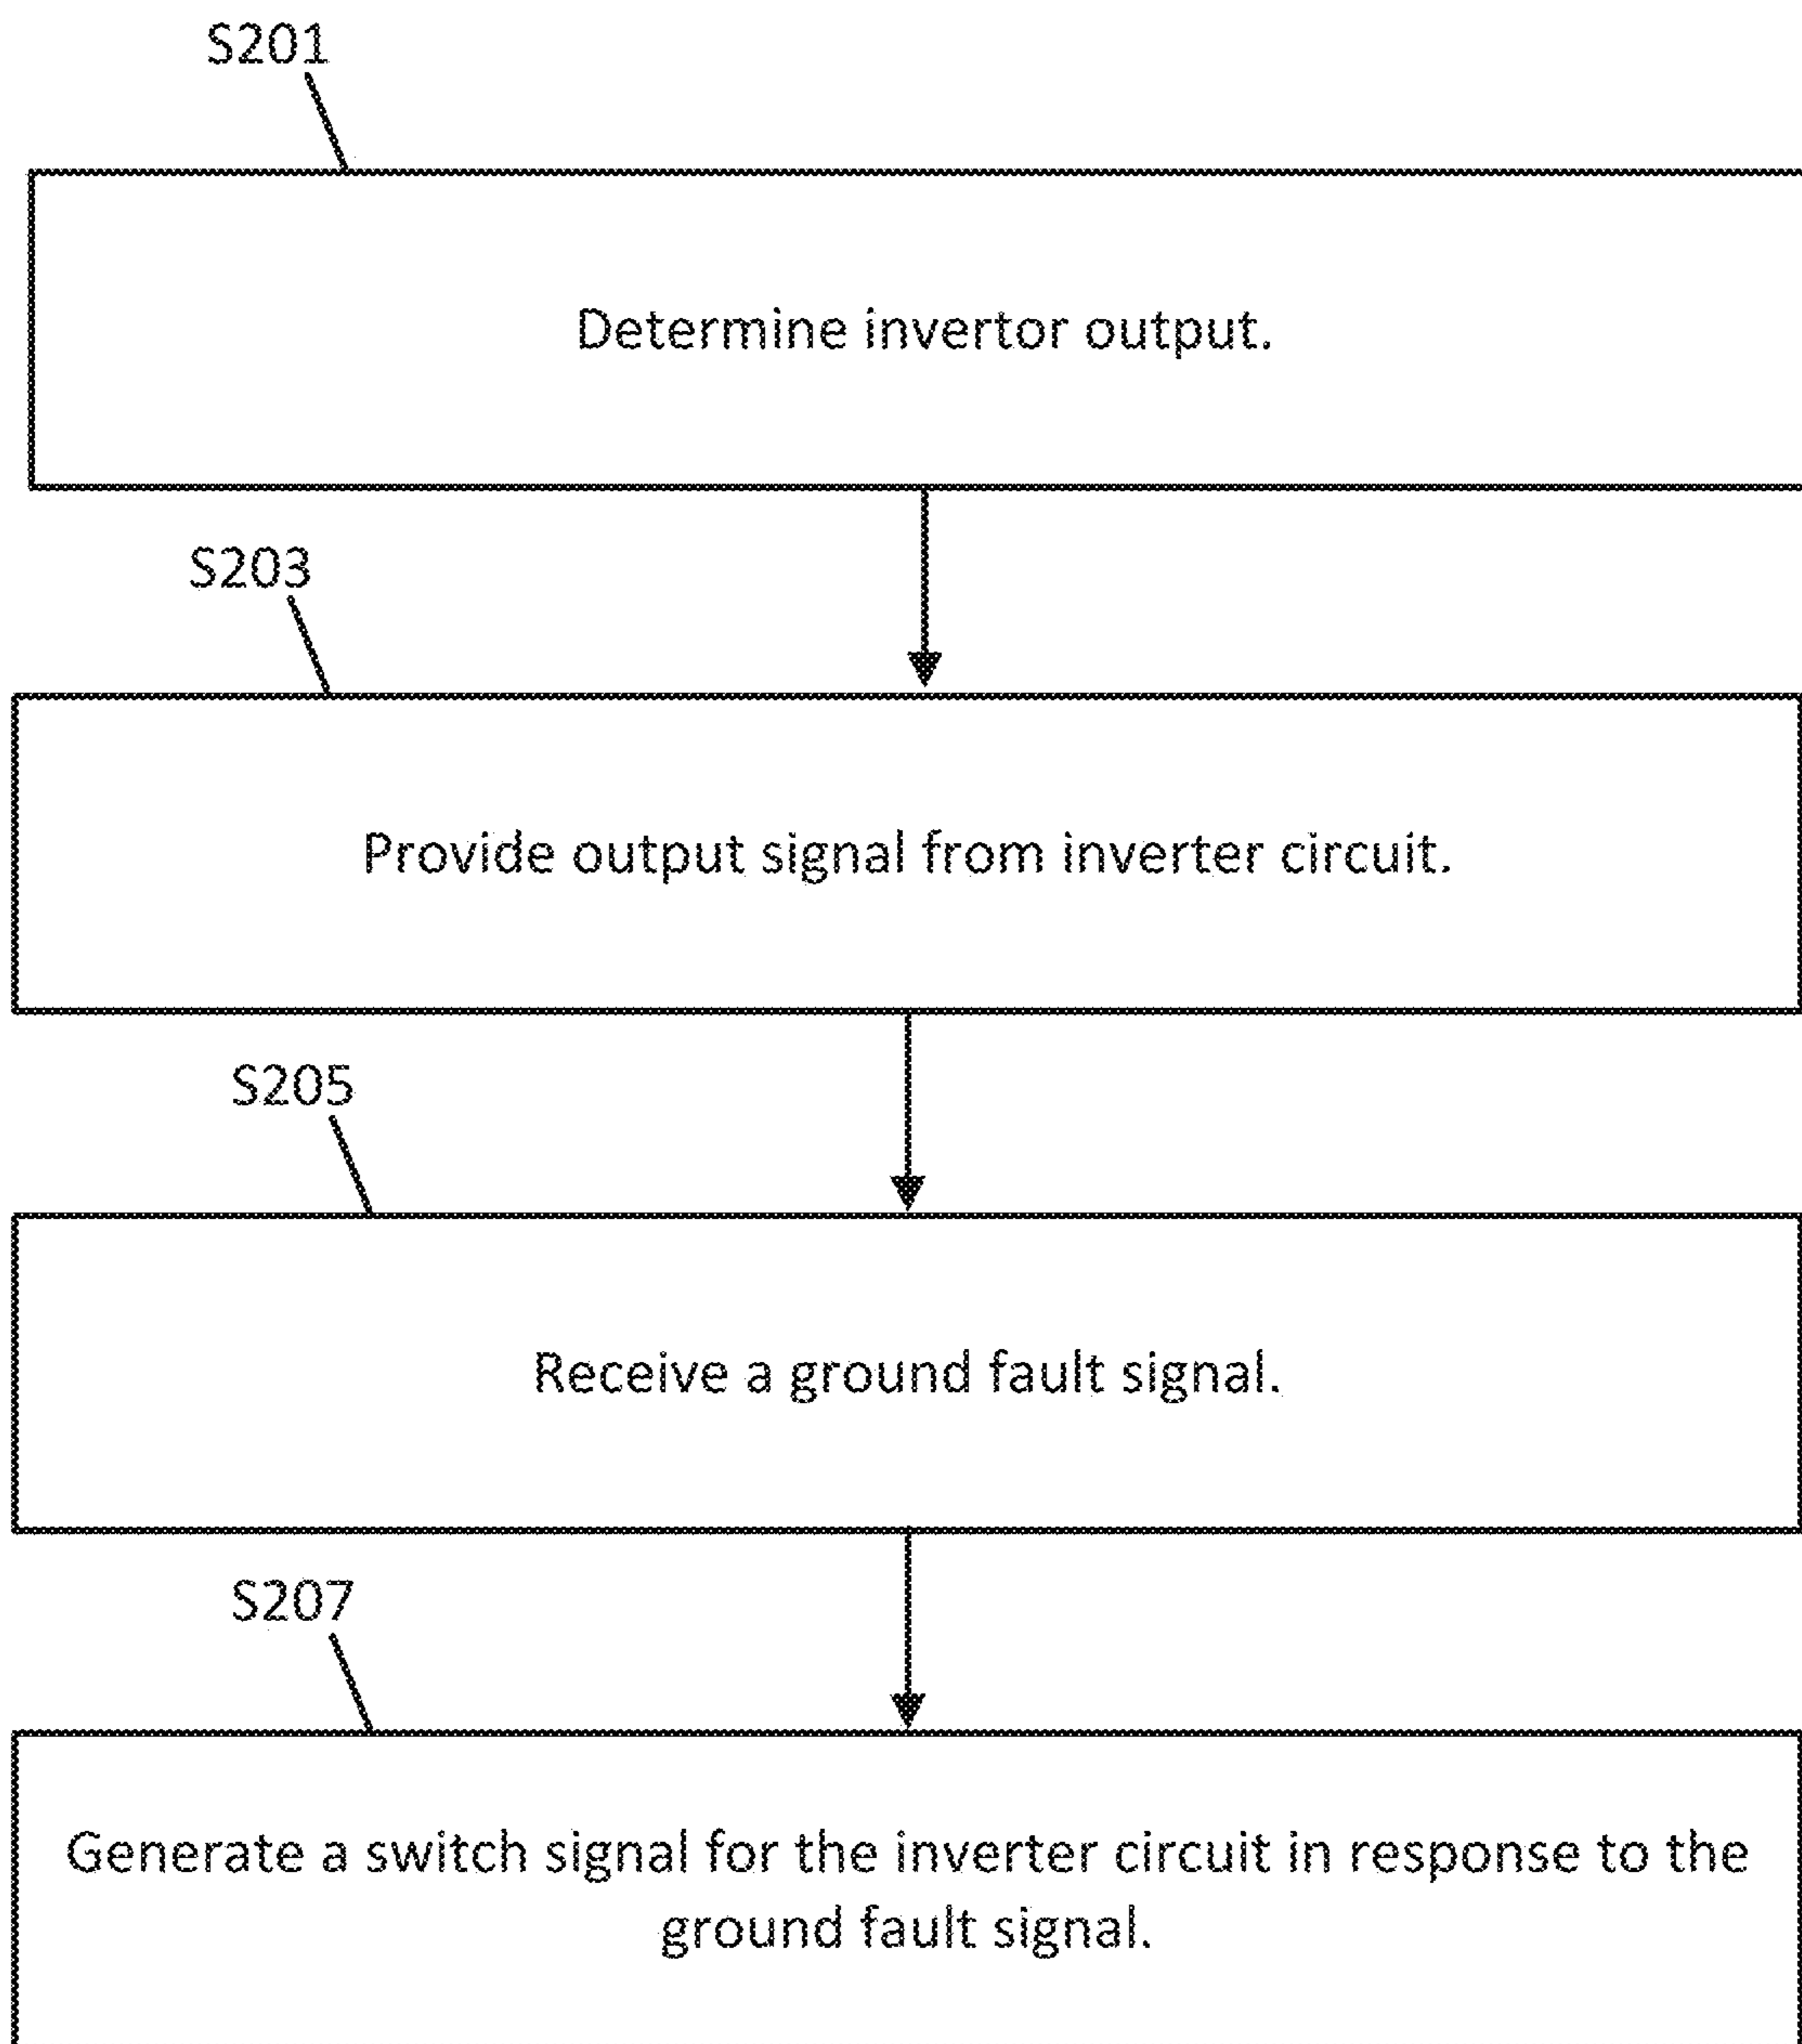 S201
Determine invertor output.
S203
Provide output signal from inverter circuit.
S205
Receive a ground fault signal.
S207
Generate a switch signal for the inverter circuit in response to the
ground fault signal.